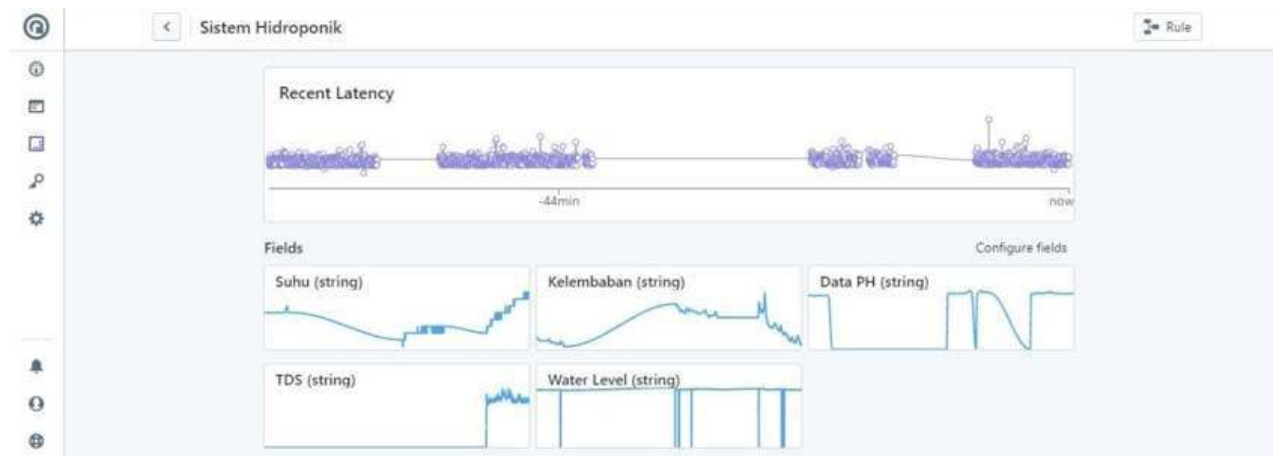 Sistem Hidroponik
Rule
Recent Latency
-44min
now
Fields
Configure fields
Suhu (string)
Kelembaban (string)
Data PH (string)
TDS (string)
Water Level (string)